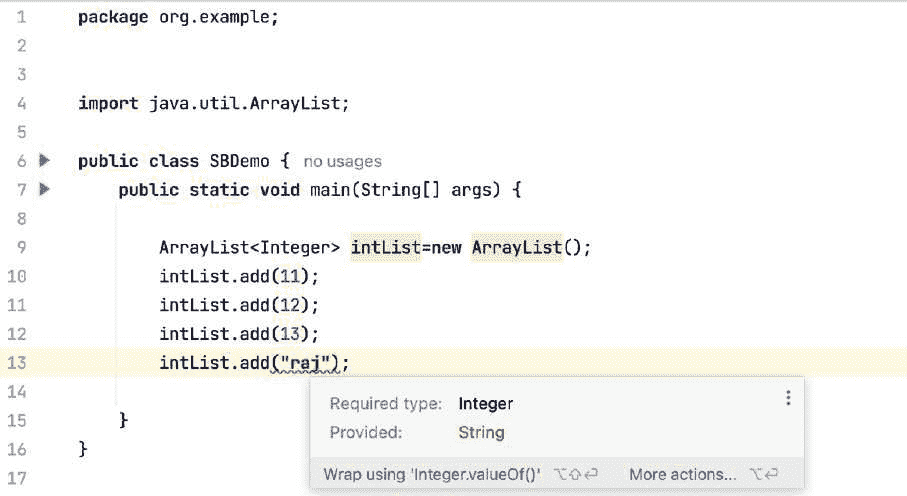 1 package org.example;
2
3
4 import java.util.ArrayList;
5
6 public class SBDemo { no usages
7 public static void main(String[] args) {
8
9 ArrayList<Integer> intList=new ArrayList();
10 intList.add(11);
11 intList.add(12);
12 intList.add(13);
13 intList.add("raj");
14
Required type: Integer
Provided: String
15 }
16 }
Wrap using 'Integer.valueOf()' ⌥⇧⏎ More actions... ⌥⏎
17